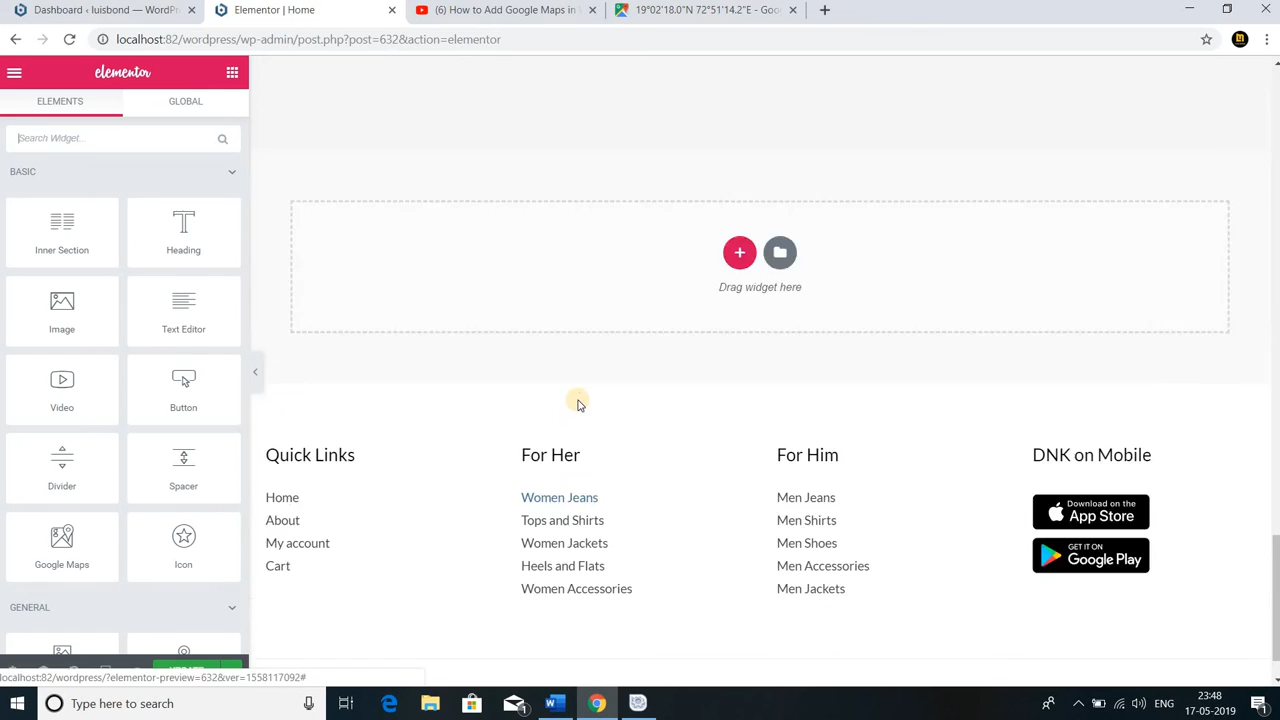 Dashboard ‹ luisbond — WordPr
Elementor | Home
(6) How to Add Google Maps in W
19°02'18.0"N 72°51'14.2"E - Goo
localhost:82/wordpress/wp-admin/post.php?post=632&action=elementor
elementor
ELEMENTS
GLOBAL
Search Widget...
BASIC
Inner Section
Heading
Image
Text Editor
Video
Button
Divider
Spacer
Google Maps
Icon
GENERAL
Drag widget here
Quick Links
Home
About
My account
Cart
For Her
Women Jeans
Tops and Shirts
Women Jackets
Heels and Flats
Women Accessories
For Him
Men Jeans
Men Shirts
Men Shoes
Men Accessories
Men Jackets
DNK on Mobile
Download on the
App Store
GET IT ON
Google Play
UPDATE
localhost:82/wordpress/?elementor-preview=632&ver=1558117092#
Type here to search
ENG
23:48
17-05-2019